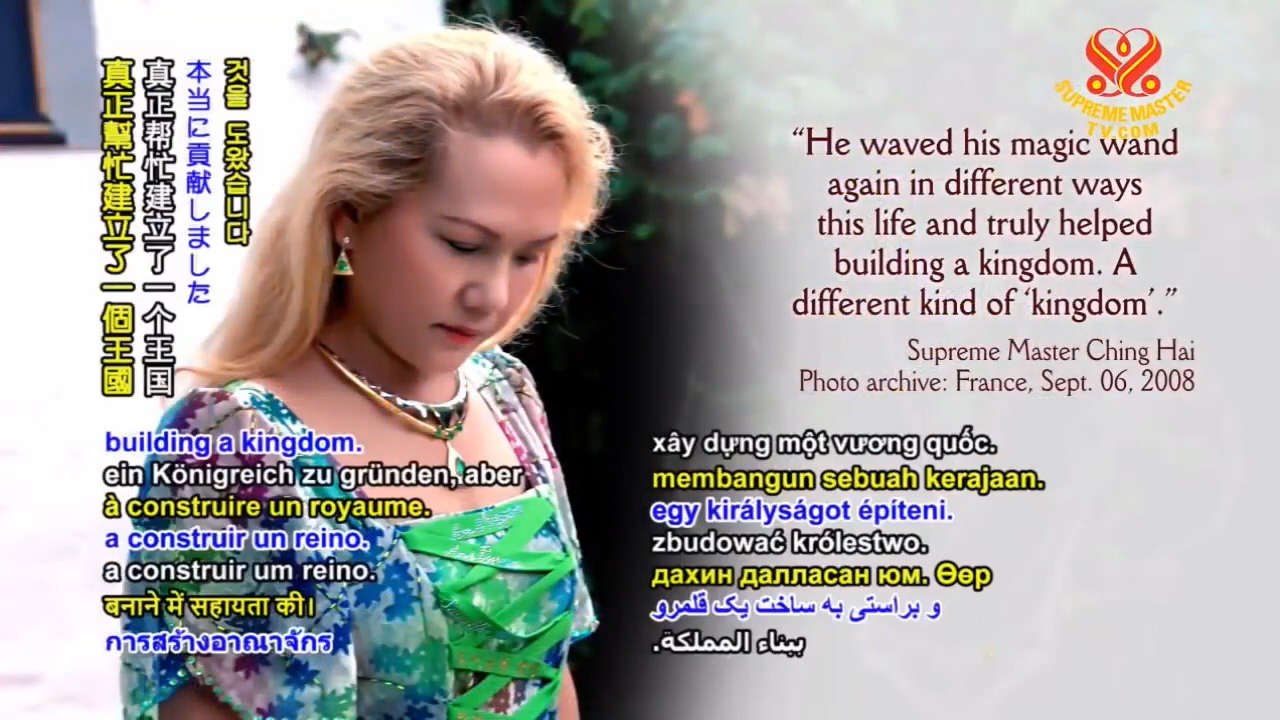 것을 도왔습니다
本当に貢献しました
真正帮忙建立了一个王国
真正幫忙建立了一個王國
SUPREME MASTER
TV.COM
“He waved his magic wand
again in different ways
this life and truly helped
building a kingdom. A
different kind of ‘kingdom’.”
Supreme Master Ching Hai
Photo archive: France, Sept. 06, 2008
building a kingdom.
ein Königreich zu gründen, aber
à construire un royaume.
a construir un reino.
a construir um reino.
बनाने में सहायता की।
การสร้างอาณาจักร
xây dựng một vương quốc.
membangun sebuah kerajaan.
egy királyságot építeni.
zbudować królestwo.
дахин далласан юм. Өөр
و براستی به ساخت یک قلمرو
ببناء المملكة.